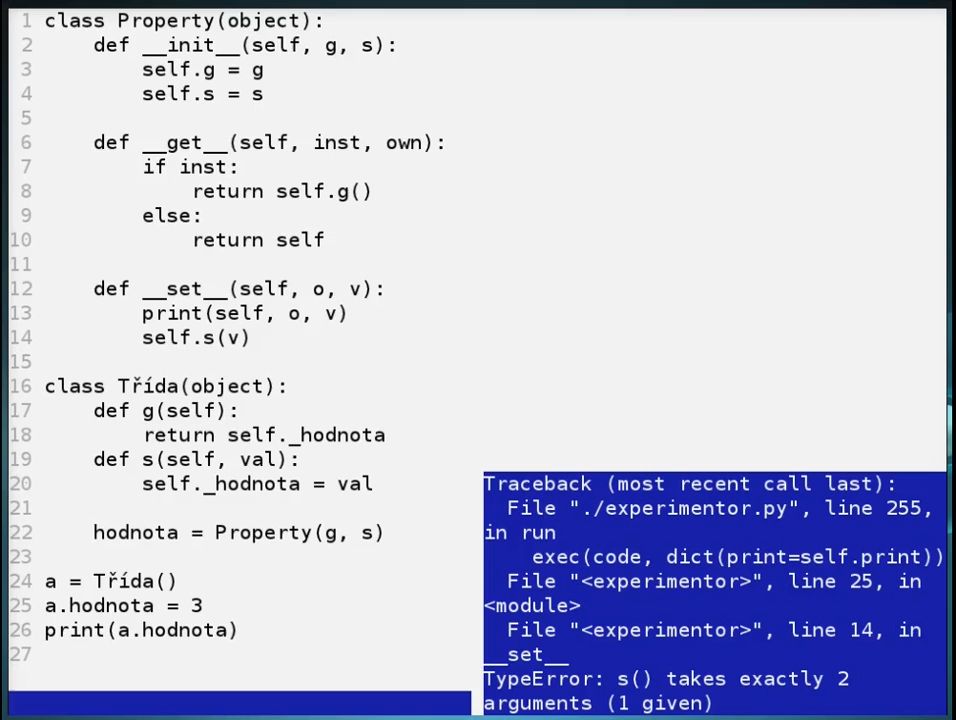 1 class Property(object):
2     def __init__(self, g, s):
3         self.g = g
4         self.s = s
5
6     def __get__(self, inst, own):
7         if inst:
8             return self.g()
9         else:
10             return self
11
12     def __set__(self, o, v):
13         print(self, o, v)
14         self.s(v)
15
16 class Třída(object):
17     def g(self):
18         return self._hodnota
19     def s(self, val):
20         self._hodnota = val
21
22     hodnota = Property(g, s)
23
24 a = Třída()
25 a.hodnota = 3
26 print(a.hodnota)
27
Traceback (most recent call last):
  File "./experimentor.py", line 255,
in run
    exec(code, dict(print=self.print))
  File "<experimentor>", line 25, in
<module>
  File "<experimentor>", line 14, in
__set__
TypeError: s() takes exactly 2
arguments (1 given)